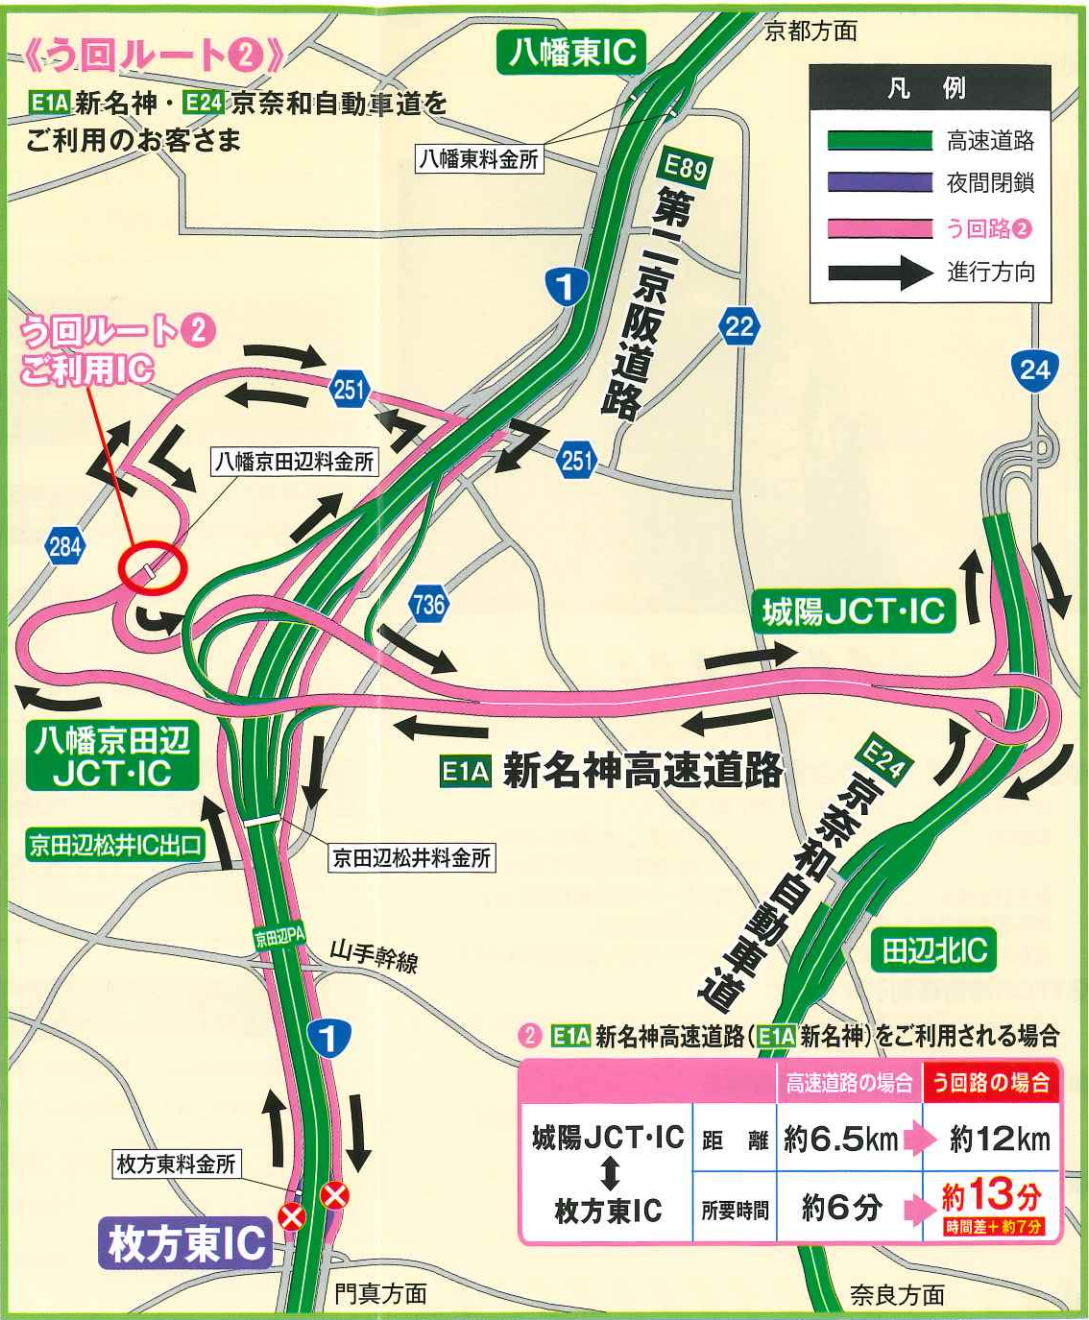 《う回ルート❷》
E1A 新名神・E24 京奈和自動車道を
ご利用のお客さま
八幡東IC
京都方面
凡 例
高速道路
夜間閉鎖
う回路❷
進行方向
八幡東料金所
E89
第二京阪道路
1
22
24
う回ルート❷
ご利用IC
251
八幡京田辺料金所
251
284
736
城陽JCT・IC
八幡京田辺
JCT・IC
E1A 新名神高速道路
E24
京奈和自動車道
京田辺松井IC出口
京田辺松井料金所
京田辺PA
山手幹線
田辺北IC
1
❷ E1A 新名神高速道路(E1A 新名神)をご利用される場合
高速道路の場合 う回路の場合
城陽JCT・IC 距 離 約6.5km 約12km
枚方東IC 所要時間 約6分 約13分
時間差+約7分
枚方東料金所
枚方東IC
門真方面
奈良方面